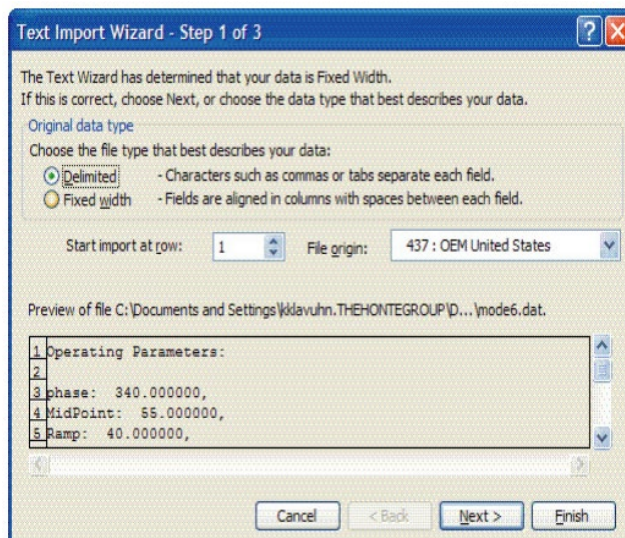 Text Import Wizard - Step 1 of 3
The Text Wizard has determined that your data is Fixed Width.
If this is correct, choose Next, or choose the data type that best describes your data.
Original data type
Choose the file type that best describes your data:
Delimited - Characters such as commas or tabs separate each field.
Fixed width - Fields are aligned in columns with spaces between each field.
Start import at row: 1 File origin: 437 : OEM United States
Preview of file C:\Documents and Settings\kklavuhn.THEHONTEGROUP\D...\mode6.dat.
1 Operating Parameters:
2
3 phase: 340.000000,
4 MidPoint: 55.000000,
5 Ramp: 40.000000,
Cancel < Back Next > Finish